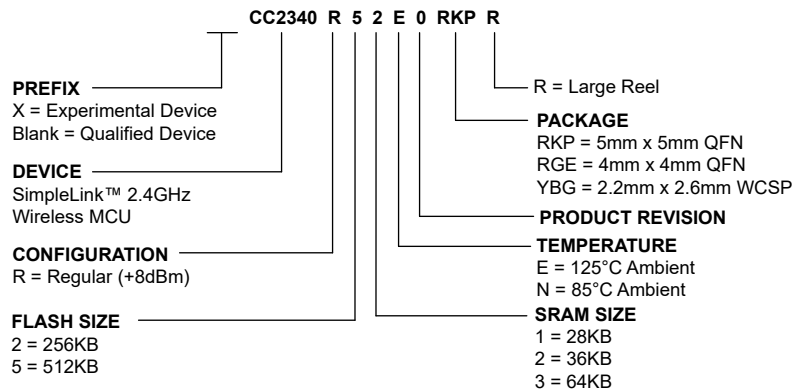 CC2340 R 5 2 E 0 RKP R
PREFIX
X = Experimental Device
Blank = Qualified Device
DEVICE
SimpleLink™ 2.4GHz
Wireless MCU
CONFIGURATION
R = Regular (+8dBm)
FLASH SIZE
2 = 256KB
5 = 512KB
R = Large Reel
PACKAGE
RKP = 5mm x 5mm QFN
RGE = 4mm x 4mm QFN
YBG = 2.2mm x 2.6mm WCSP
PRODUCT REVISION
TEMPERATURE
E = 125°C Ambient
N = 85°C Ambient
SRAM SIZE
1 = 28KB
2 = 36KB
3 = 64KB